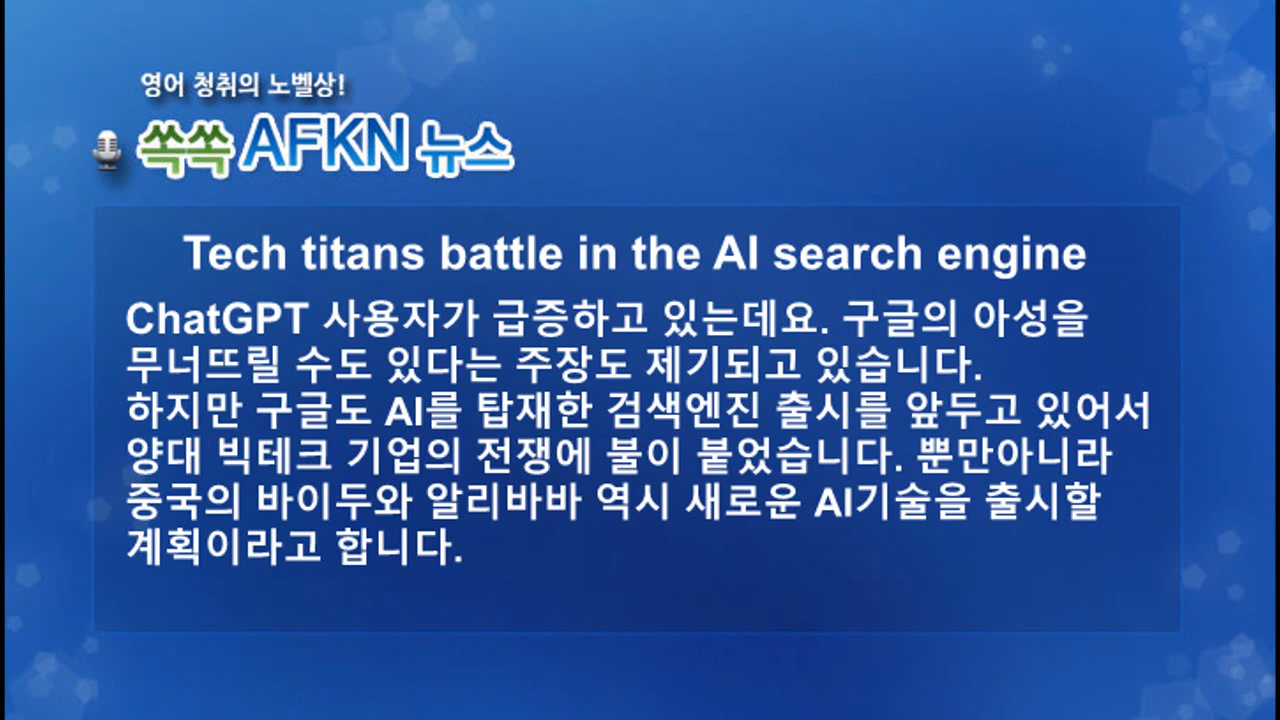 영어 청취의 노벨상!
쏙쏙 AFKN 뉴스
Tech titans battle in the AI search engine
ChatGPT 사용자가 급증하고 있는데요. 구글의 아성을
무너뜨릴 수도 있다는 주장도 제기되고 있습니다.
하지만 구글도 AI를 탑재한 검색엔진 출시를 앞두고 있어서
양대 빅테크 기업의 전쟁에 불이 붙었습니다. 뿐만아니라
중국의 바이두와 알리바바 역시 새로운 AI기술을 출시할
계획이라고 합니다.